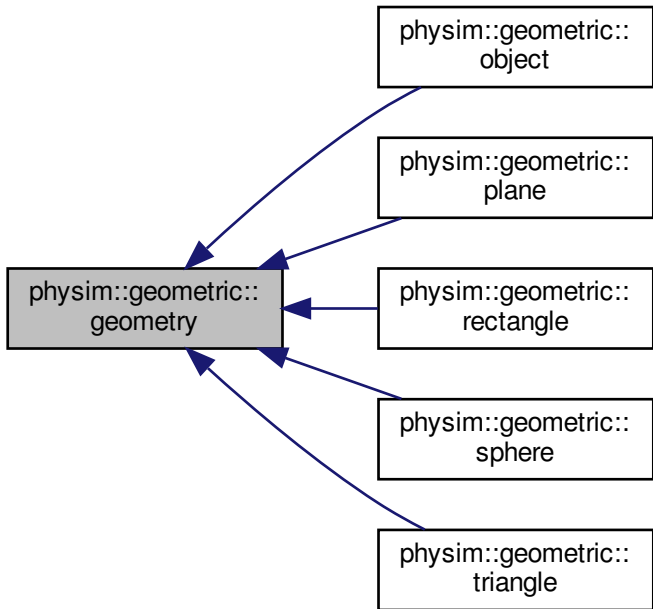 physim::geometric::
object
physim::geometric::
plane
physim::geometric::
geometry
physim::geometric::
rectangle
physim::geometric::
sphere
physim::geometric::
triangle